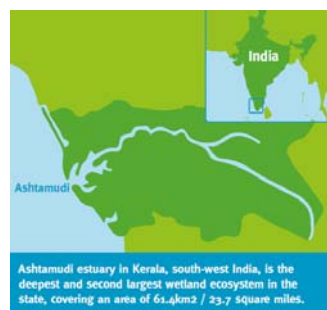 India
Ashtamudi
Ashtamudi estuary in Kerala, south-west India, is the
deepest and second largest wetland ecosystem in the
state, covering an area of 61.4km2 / 23.7 square miles.